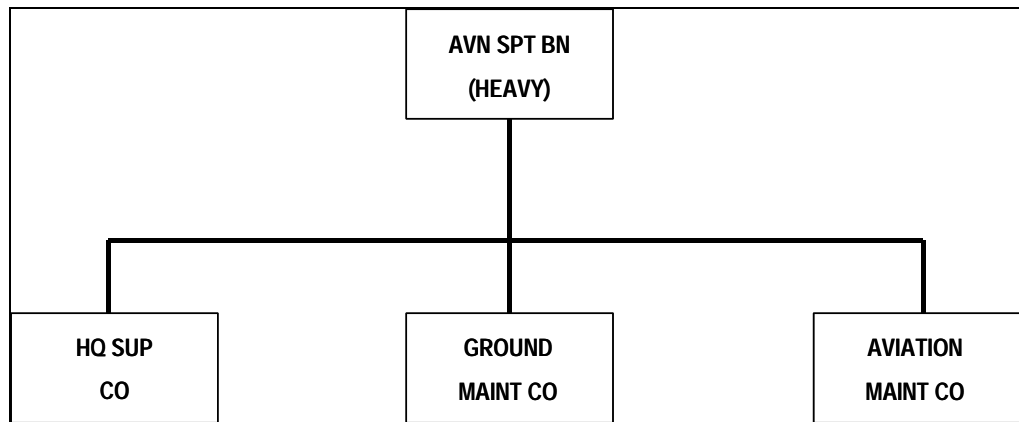 AVN SPT BN
(HEAVY)
HQ SUP
CO
GROUND
MAINT CO
AVIATION
MAINT CO